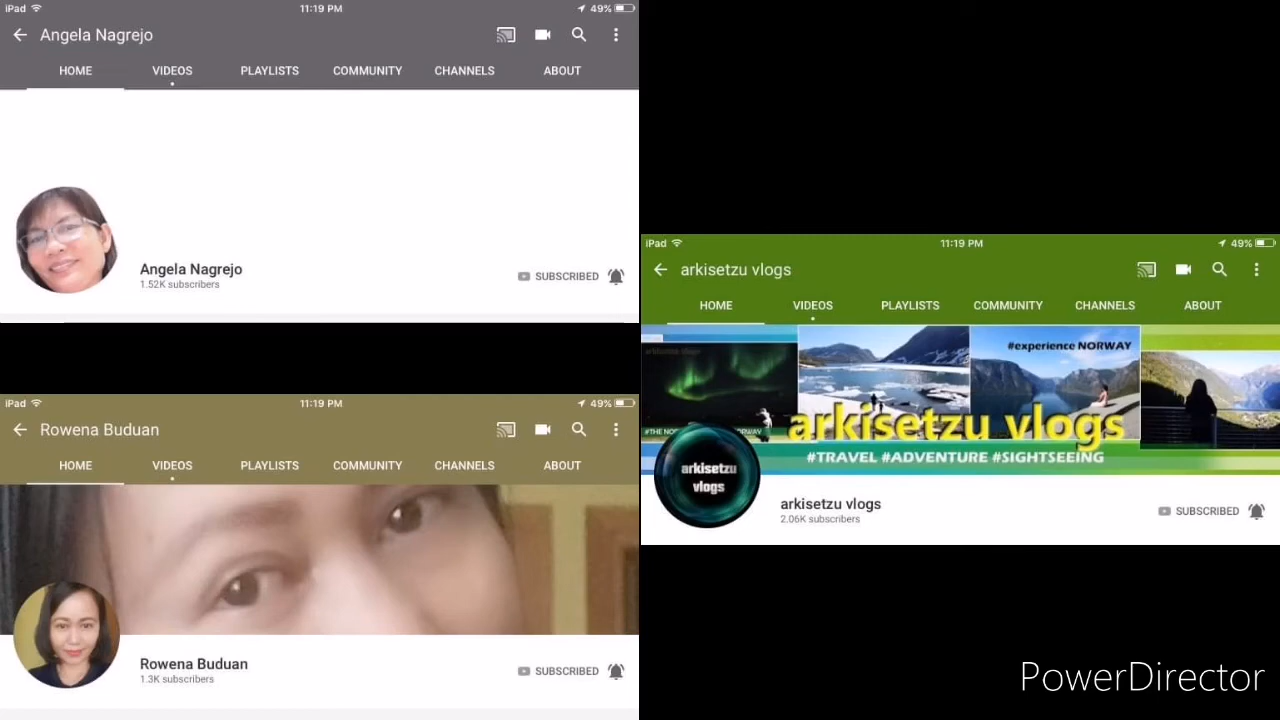 iPad 11:19 PM 49%
Angela Nagrejo
HOME VIDEOS PLAYLISTS COMMUNITY CHANNELS ABOUT
Angela Nagrejo
1.52K subscribers
SUBSCRIBED
iPad 11:19 PM 49%
Rowena Buduan
HOME VIDEOS PLAYLISTS COMMUNITY CHANNELS ABOUT
Rowena Buduan
1.3K subscribers
SUBSCRIBED
iPad 11:19 PM 49%
arkisetzu vlogs
HOME VIDEOS PLAYLISTS COMMUNITY CHANNELS ABOUT
#experience NORWAY
arkisetzu vlogs
#TRAVEL #ADVENTURE #SIGHTSEEING
arkisetzu
vlogs
arkisetzu vlogs
2.06K subscribers
SUBSCRIBED
PowerDirector